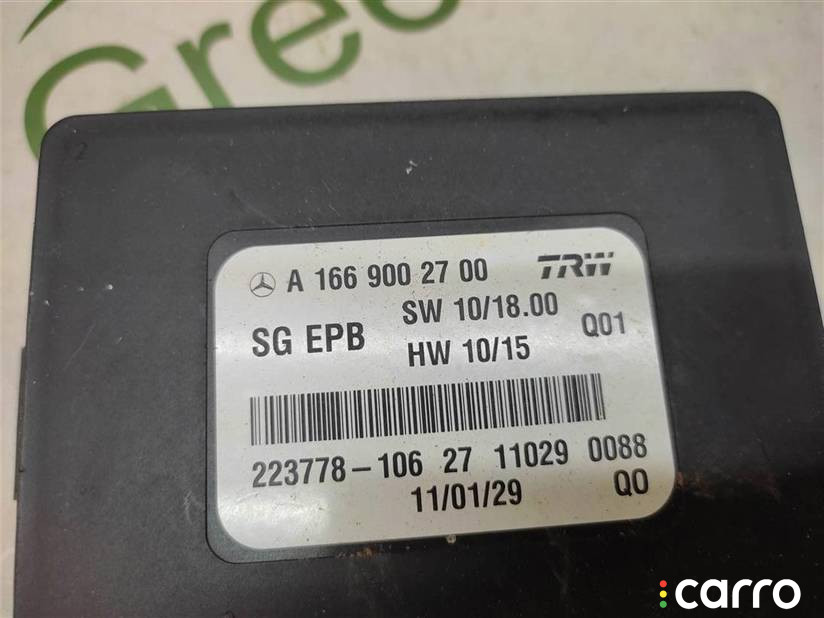 Gree
A 166 900 27 00 TRW
SW 10/18.00
SG EPB Q01
HW 10/15
223778-106 27 11029 0088
11/01/29 Q0
carro